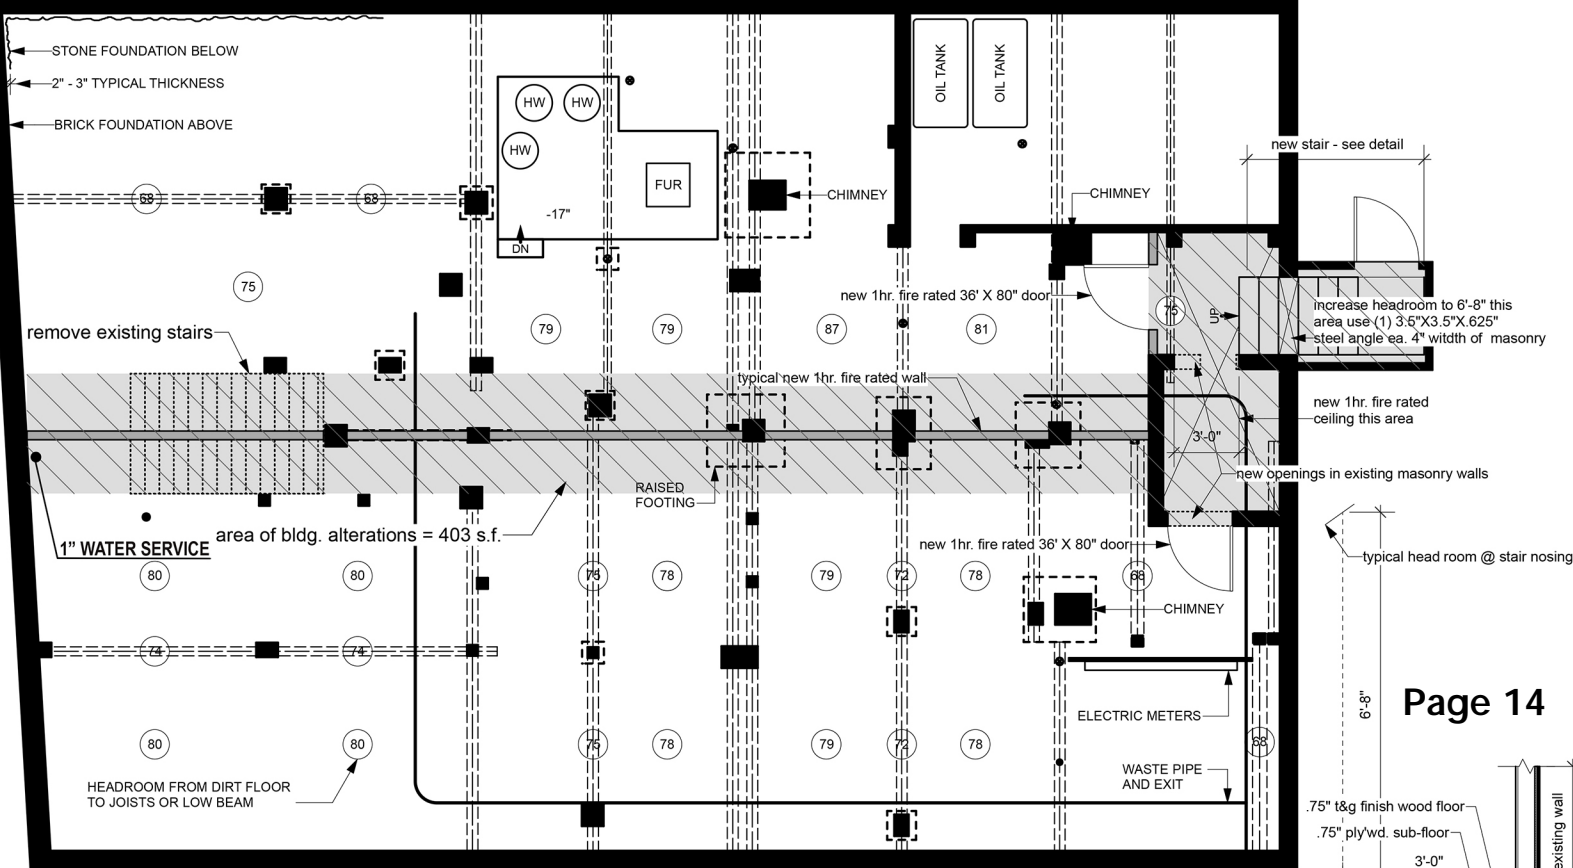 STONE FOUNDATION BELOW
2" - 3" TYPICAL THICKNESS
BRICK FOUNDATION ABOVE
HW
HW
HW
FUR
-17"
DN
CHIMNEY
OIL TANK
OIL TANK
CHIMNEY
new stair - see detail
68
68
75
79
79
87
81
75
UP
new 1hr. fire rated 36' X 80" door
increase headroom to 6'-8" this
area use (1) 3.5"X3.5"X.625"
steel angle ea. 4" witdth of masonry
remove existing stairs
typical new 1hr. fire rated wall
new 1hr. fire rated
ceiling this area
3'-0"
new openings in existing masonry walls
RAISED
FOOTING
area of bldg. alterations = 403 s.f.
1" WATER SERVICE
new 1hr. fire rated 36' X 80" door
typical head room @ stair nosing
80
80
75
78
79
72
78
68
CHIMNEY
74
74
6'-8"
Page 14
ELECTRIC METERS
80
80
75
78
79
72
78
68
HEADROOM FROM DIRT FLOOR
TO JOISTS OR LOW BEAM
WASTE PIPE
AND EXIT
.75" t&g finish wood floor
.75" ply'wd. sub-floor
3'-0"
existing wall